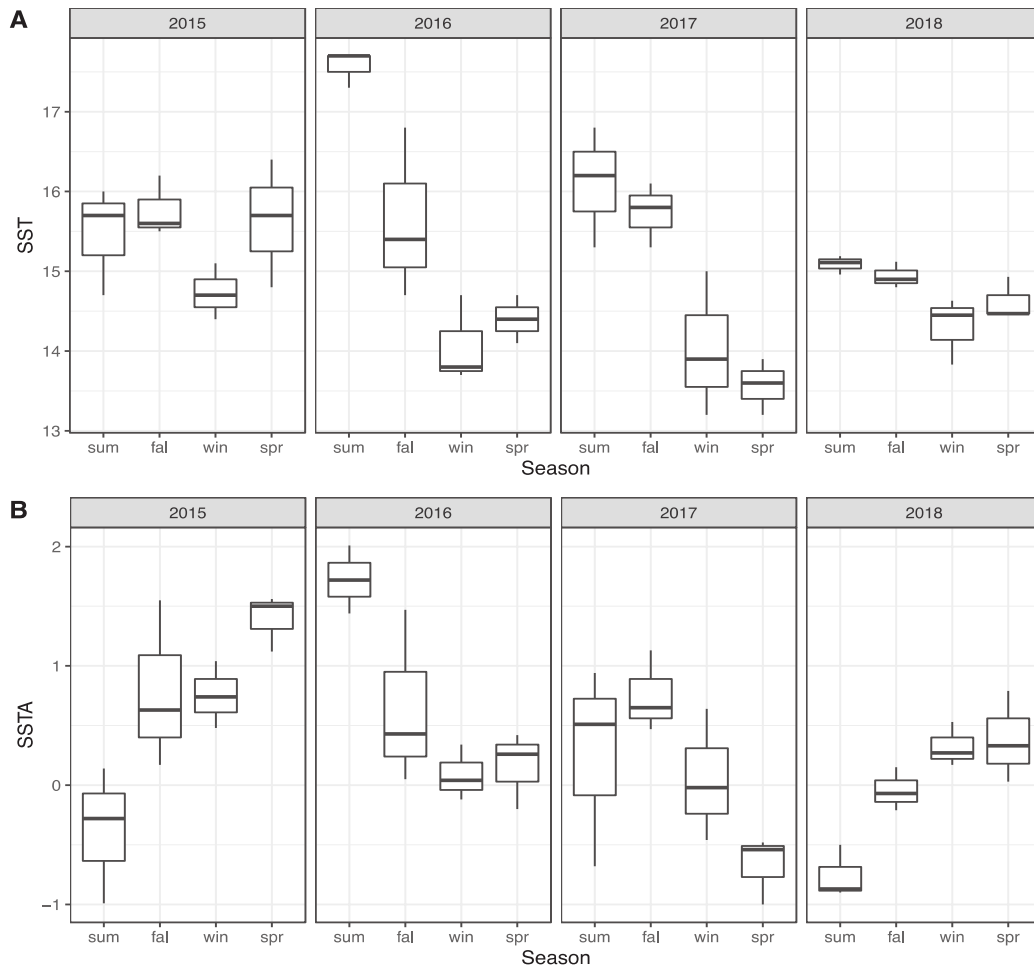 A
2015 2016 2017 2018
17
16
15
14
13
SST
sum fal win spr sum fal win spr sum fal win spr sum fal win spr
Season
B
2015 2016 2017 2018
2
1
0
−1
SSTA
sum fal win spr sum fal win spr sum fal win spr sum fal win spr
Season